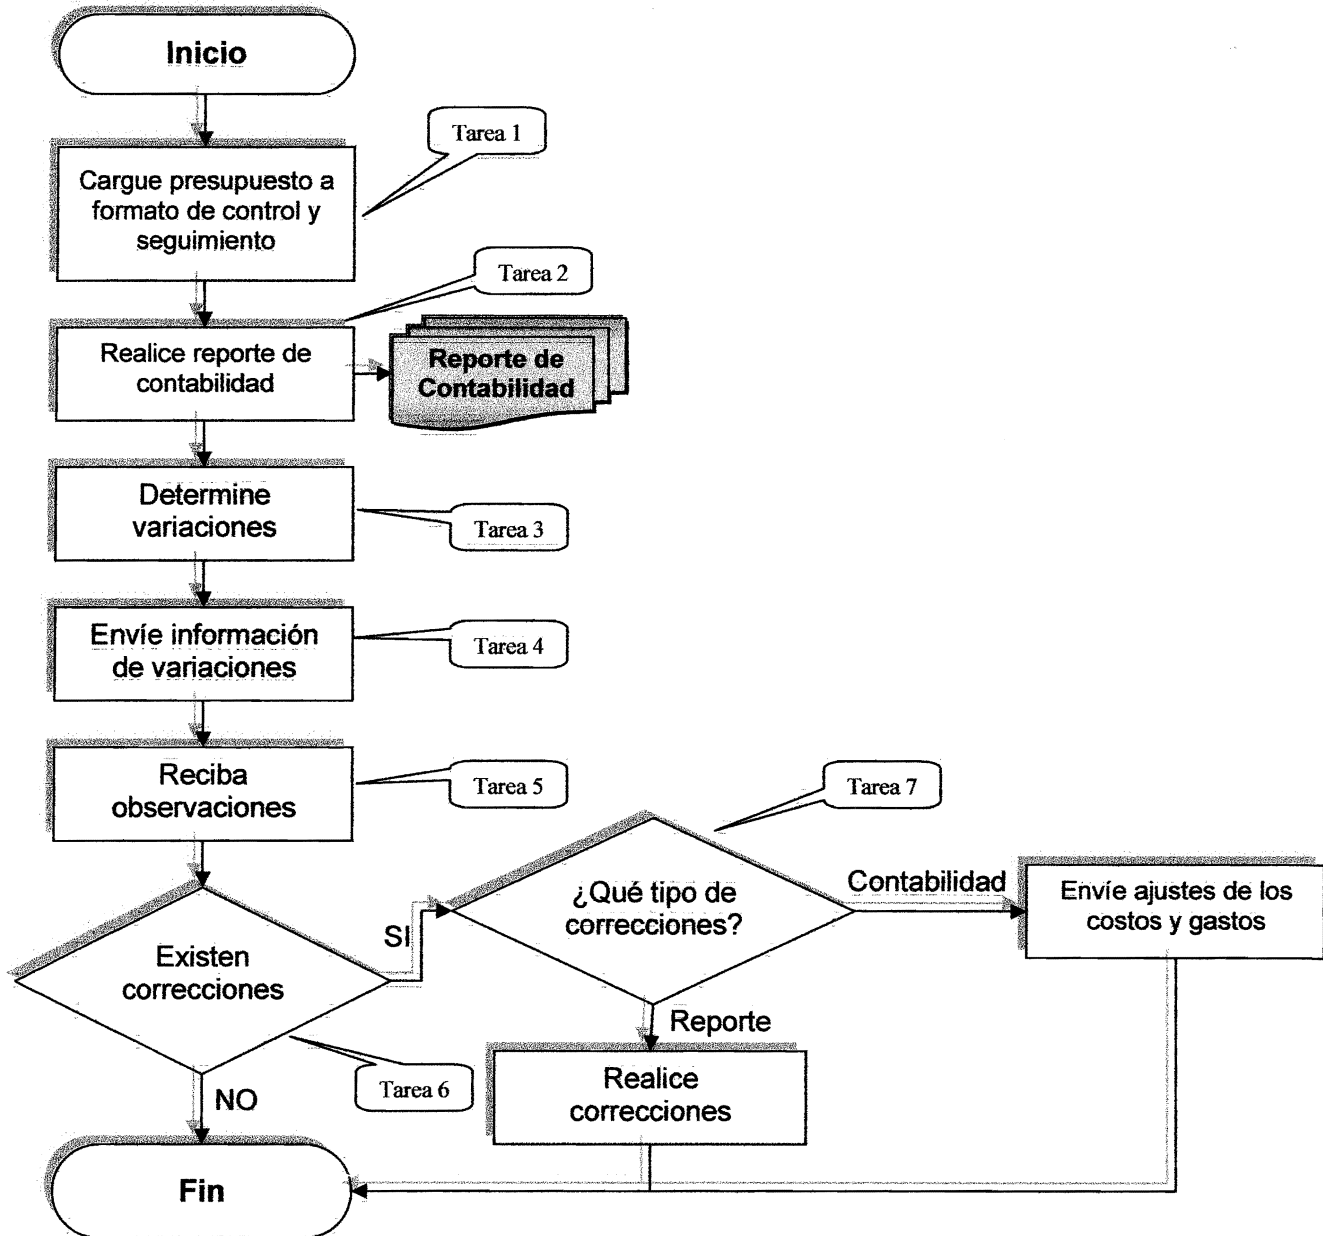 Inicio
Tarea 1
Cargue presupuesto a
formato de control y
seguimiento
Tarea 2
Realice reporte de
contabilidad
Reporte de
Contabilidad
Determine
variaciones
Tarea 3
Envíe información
de variaciones
Tarea 4
Reciba
observaciones
Tarea 5
Tarea 7
¿Qué tipo de
correcciones?
Contabilidad
Envíe ajustes de los
costos y gastos
SI
Existen
correcciones
Reporte
Realice
correcciones
Tarea 6
NO
Fin